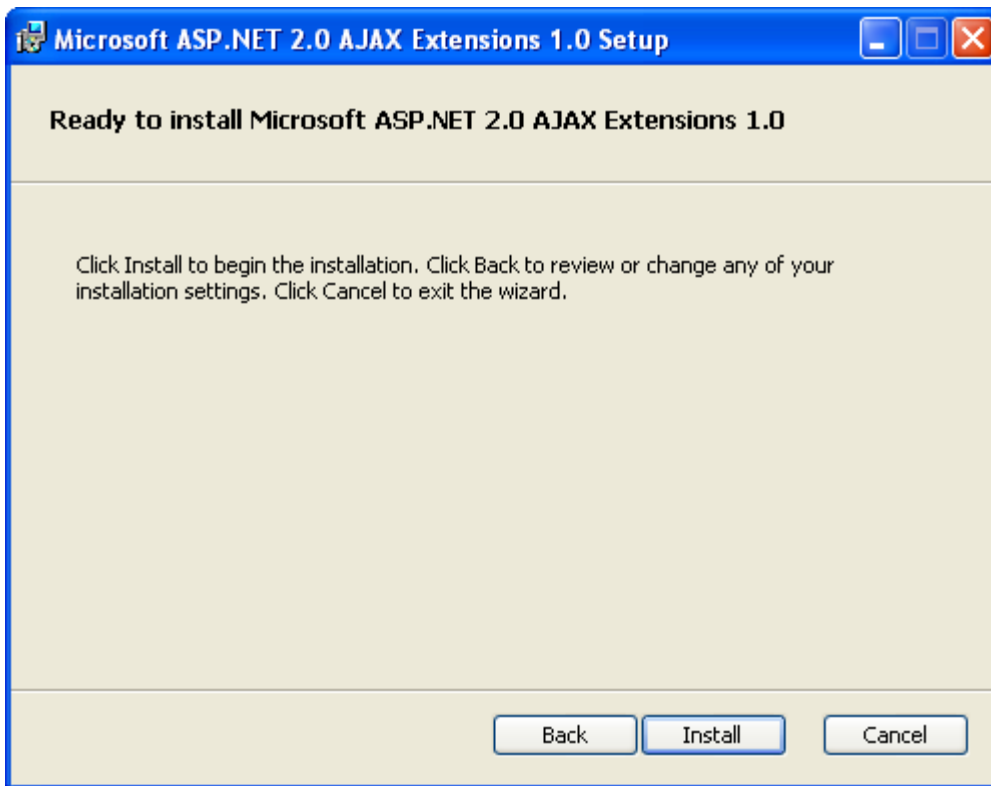 Microsoft ASP.NET 2.0 AJAX Extensions 1.0 Setup
Ready to install Microsoft ASP.NET 2.0 AJAX Extensions 1.0
Click Install to begin the installation. Click Back to review or change any of your
installation settings. Click Cancel to exit the wizard.
Back Install Cancel